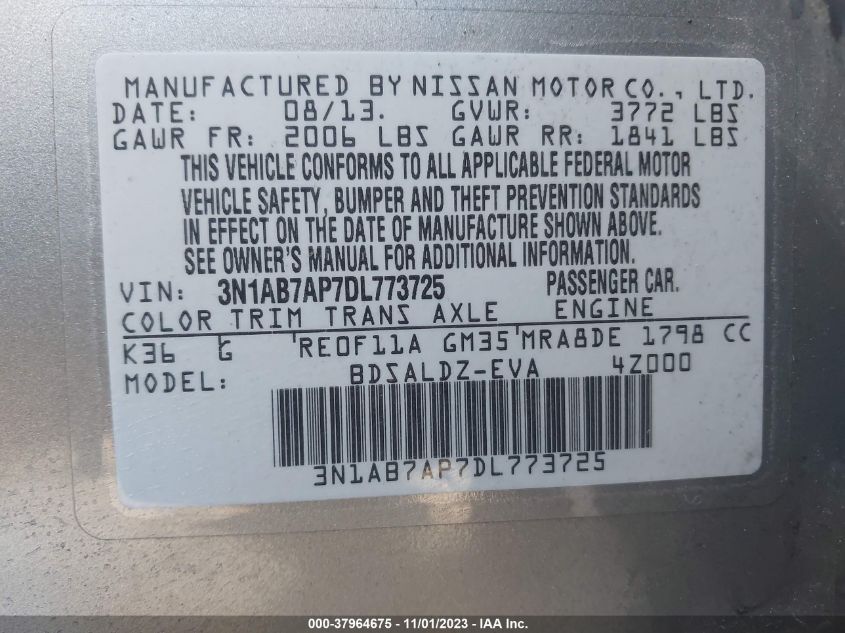 MANUFACTURED BY NISSAN MOTOR CO., LTD.
DATE: 08/13. GVWR: 3772 LBS
GAWR FR: 2006 LBS GAWR RR: 1841 LBS
THIS VEHICLE CONFORMS TO ALL APPLICABLE FEDERAL MOTOR
VEHICLE SAFETY, BUMPER AND THEFT PREVENTION STANDARDS
IN EFFECT ON THE DATE OF MANUFACTURE SHOWN ABOVE.
SEE OWNER'S MANUAL FOR ADDITIONAL INFORMATION.
VIN: 3N1AB7AP7DL773725 PASSENGER CAR.
COLOR TRIM TRANS AXLE ENGINE
K36 G RE0F11A GM35 MRA8DE 1798 CC
MODEL: BDSALDZ-EVA 4Z000
3N1AB7AP7DL773725
000-37964675 - 11/01/2023 - IAA Inc.